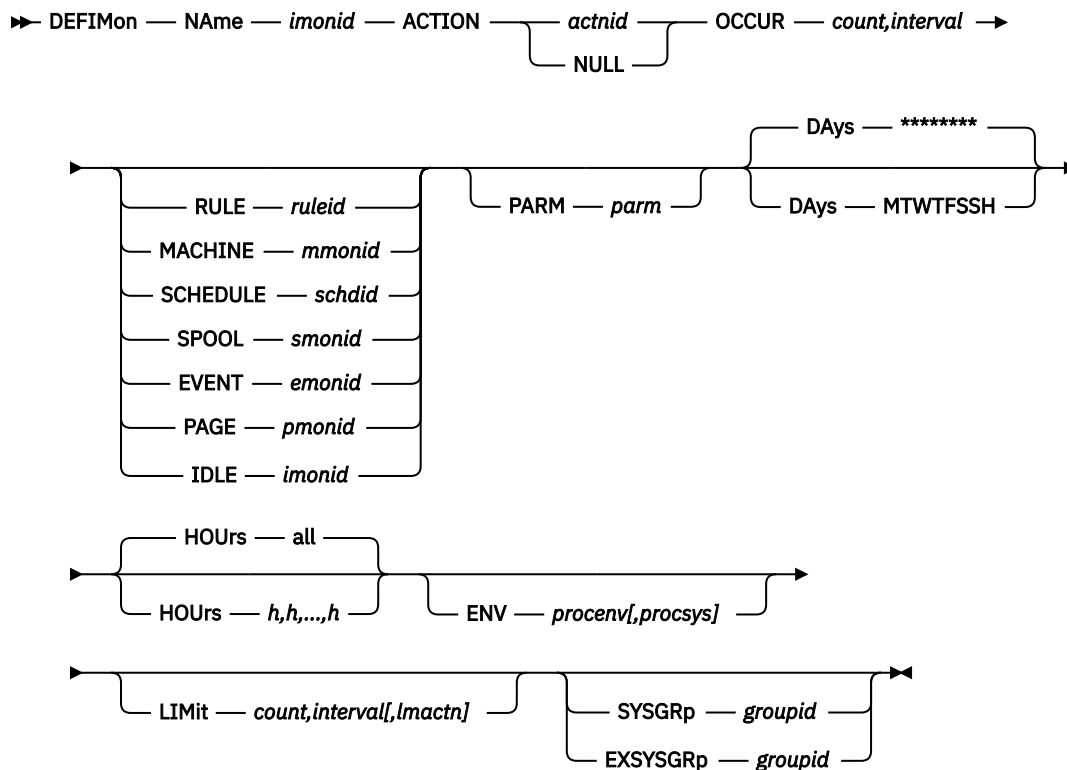 DEFIMon NAme imonid ACTION actnid OCCUR count,interval
NULL
DAys ********
RULE ruleid PARM parm DAys MTWTFSSH
MACHINE mmonid
SCHEDULE schdid
SPOOL smonid
EVENT emonid
PAGE pmonid
IDLE imonid
HOUrs all
HOUrs h,h,...,h ENV procenv[,procsys]
LIMit count,interval[,lmactn] SYSGRp groupid
EXSYSGRp groupid